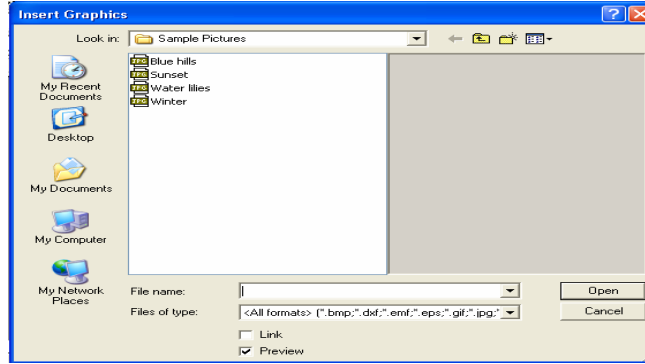 Insert Graphics
Look in: Sample Pictures
My Recent
Documents
Desktop
My Documents
My Computer
My Network
Places
Blue hills
Sunset
Water lilies
Winter
File name:
Open
Files of type: <All formats> (*.bmp;*.dxf;*.emf;*.eps;*.gif;*.jpg;*
Cancel
Link
Preview